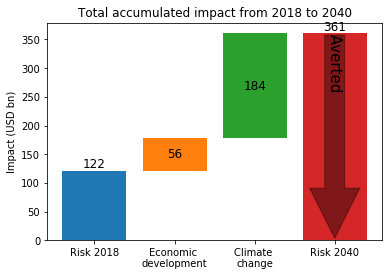 Total accumulated impact from 2018 to 2040
Impact (USD bn)
350
300
250
200
150
100
50
0
122
56
184
361
Averted
Risk 2018
Economic
development
Climate
change
Risk 2040